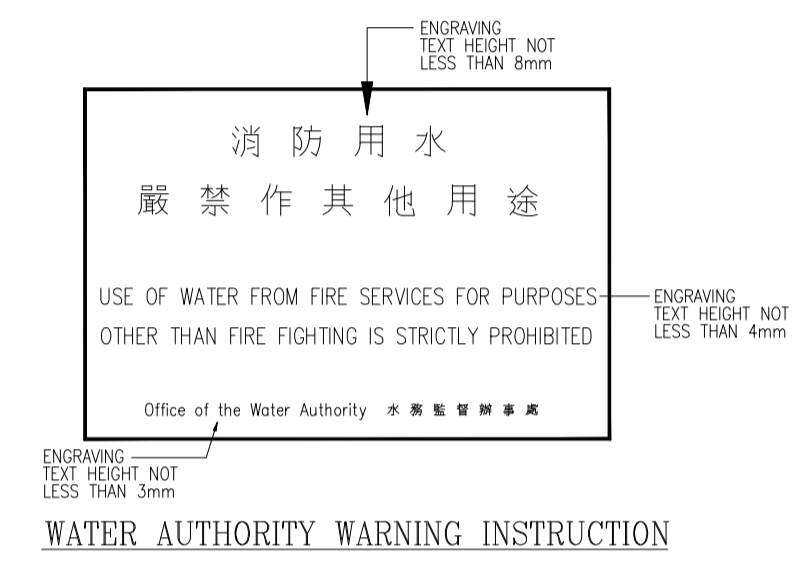 ENGRAVING
TEXT HEIGHT NOT
LESS THAN 8mm
消防用水
嚴禁作其他用途
USE OF WATER FROM FIRE SERVICES FOR PURPOSES
OTHER THAN FIRE FIGHTING IS STRICTLY PROHIBITED
ENGRAVING
TEXT HEIGHT NOT
LESS THAN 4mm
Office of the Water Authority 水務監督辦事處
ENGRAVING
TEXT HEIGHT NOT
LESS THAN 3mm
WATER AUTHORITY WARNING INSTRUCTION